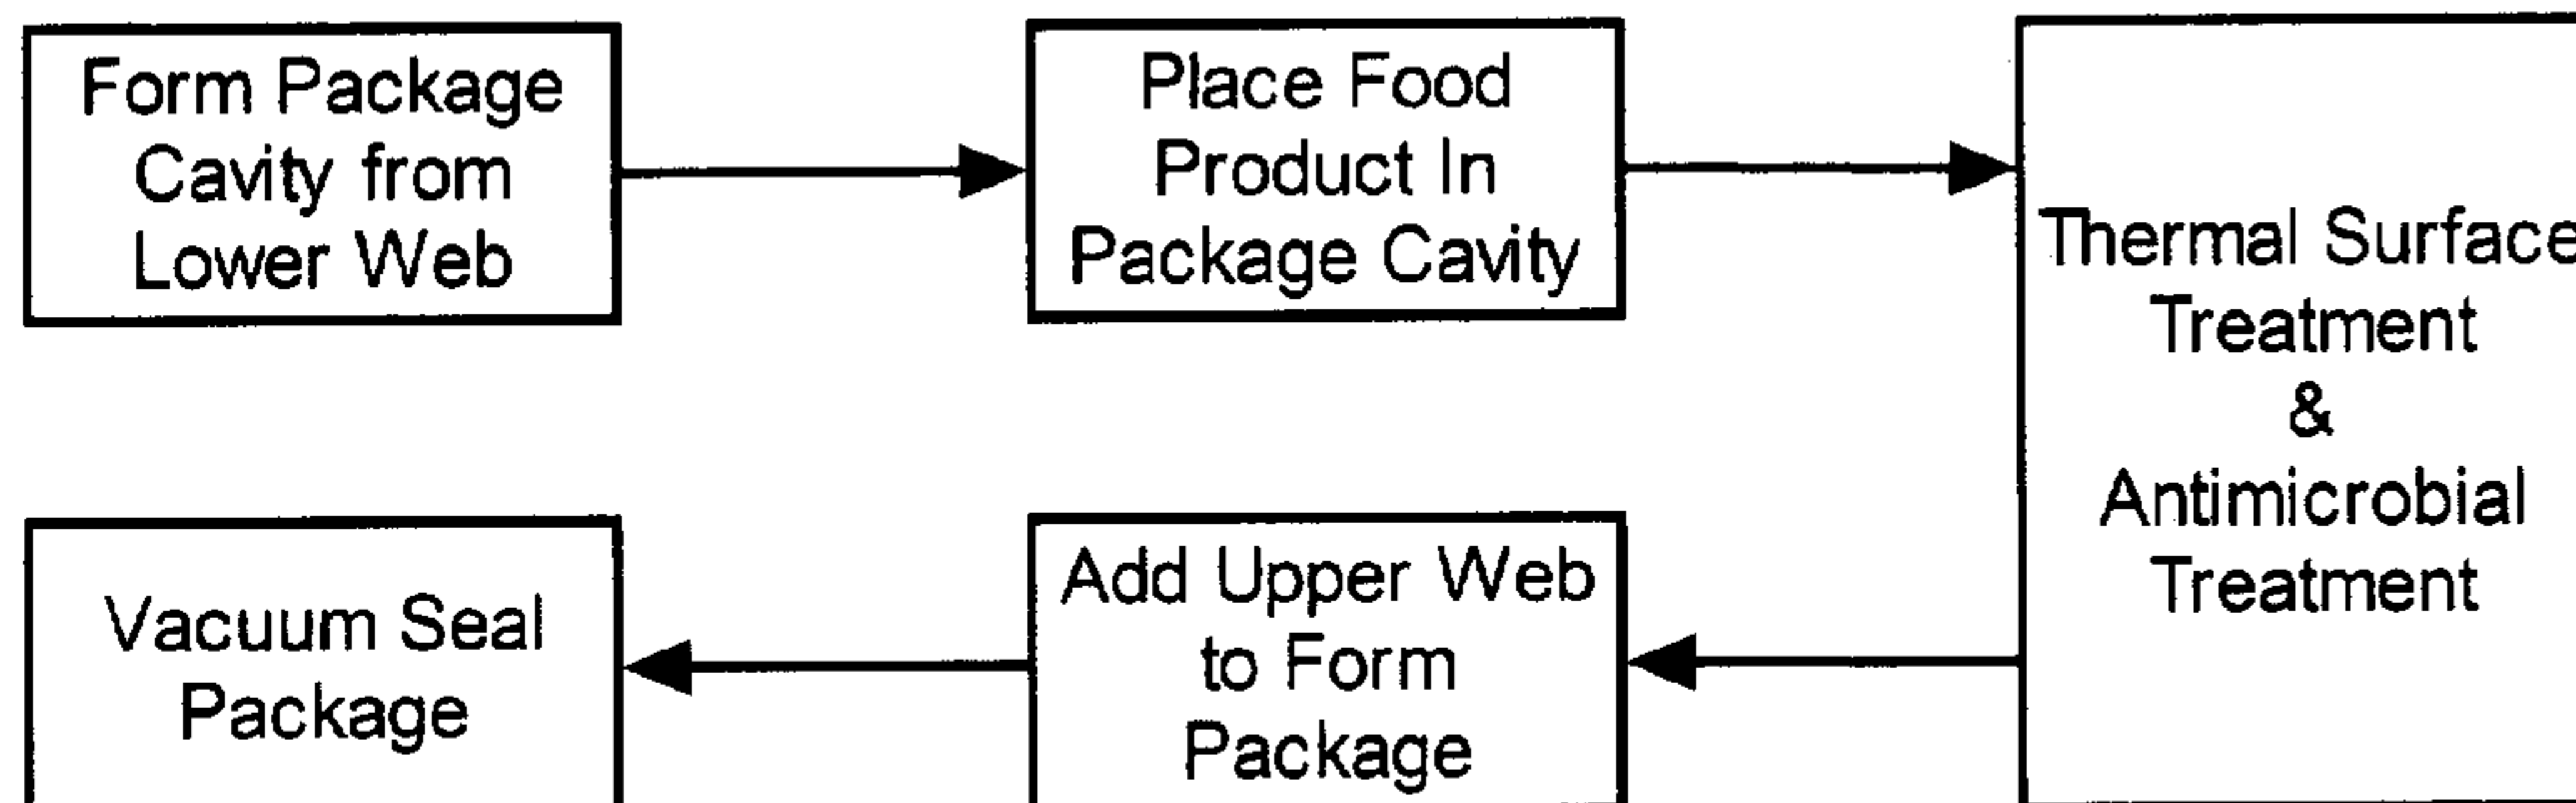 Form Package
Cavity from
Lower Web
Place Food
Product In
Package Cavity
Thermal Surface
Treatment
&
Antimicrobial
Treatment
Add Upper Web
to Form
Package
Vacuum Seal
Package